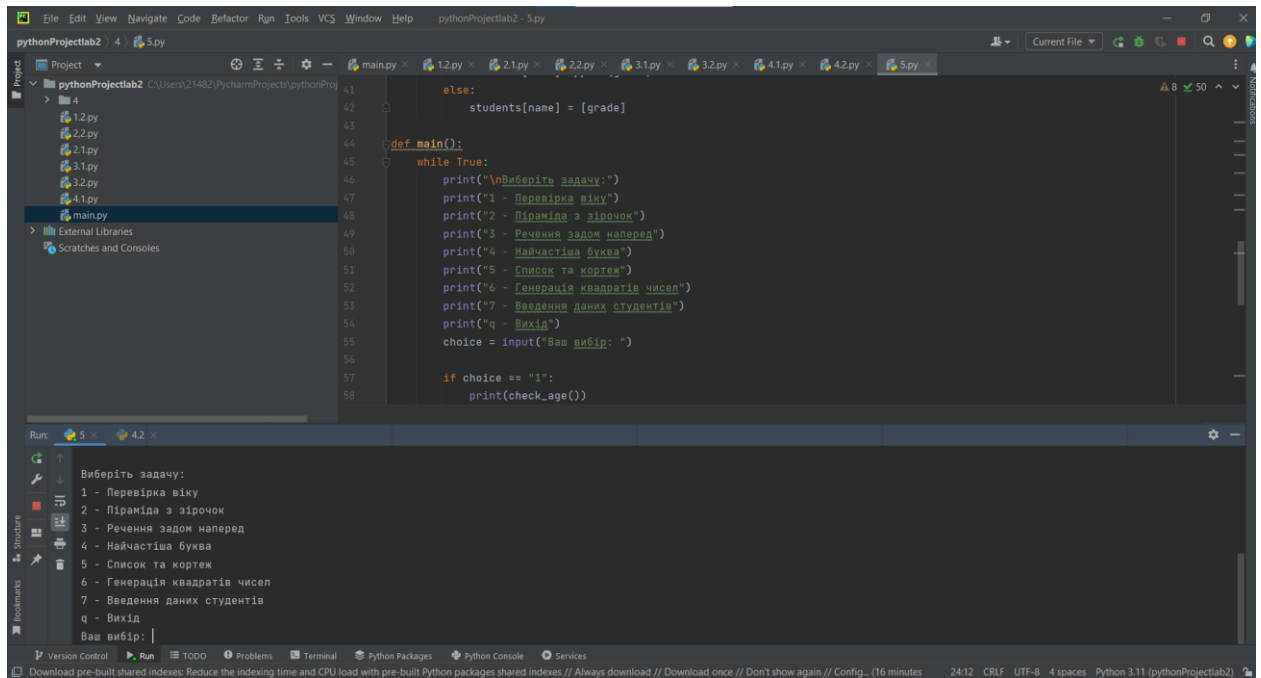 File Edit View Navigate Code Refactor Run Tools VCS Window Help pythonProjectlab2 - 5.py
pythonProjectlab2 〉 4 〉 5.py Current File
Project main.py 1.2.py 2.1.py 2,2.py 3.1.py 3.2.py 4.1.py 4.2.py 5.py
Project
pythonProjectlab2 C:\Users\21482\PycharmProjects\pythonProj
4
1.2.py
2,2.py
2.1.py
3.1.py
3.2.py
4.1.py
main.py
External Libraries
Scratches and Consoles
8 50
Notifications
41 else:
42 students[name] = [grade]
43
44 def main():
45 while True:
46 print("\nВиберіть задачу:")
47 print("1 - Перевірка віку")
48 print("2 - Піраміда з зірочок")
49 print("3 - Речення задом наперед")
50 print("4 - Найчастіша буква")
51 print("5 - Список та кортеж")
52 print("6 - Генерація квадратів чисел")
53 print("7 - Введення даних студентів")
54 print("q - Вихід")
55 choice = input("Ваш вибір: ")
56
57 if choice == "1":
58 print(check_age())
Run: 5 4.2
Виберіть задачу:
1 - Перевірка віку
2 - Піраміда з зірочок
3 - Речення задом наперед
4 - Найчастіша буква
5 - Список та кортеж
6 - Генерація квадратів чисел
7 - Введення даних студентів
q - Вихід
Ваш вибір:
Structure
Bookmarks
Version Control Run TODO Problems Terminal Python Packages Python Console Services
Download pre-built shared indexes: Reduce the indexing time and CPU load with pre-built Python packages shared indexes // Always download // Download once // Don't show again // Config... (16 minutes 24:12 CRLF UTF-8 4 spaces Python 3.11 (pythonProjectlab2)